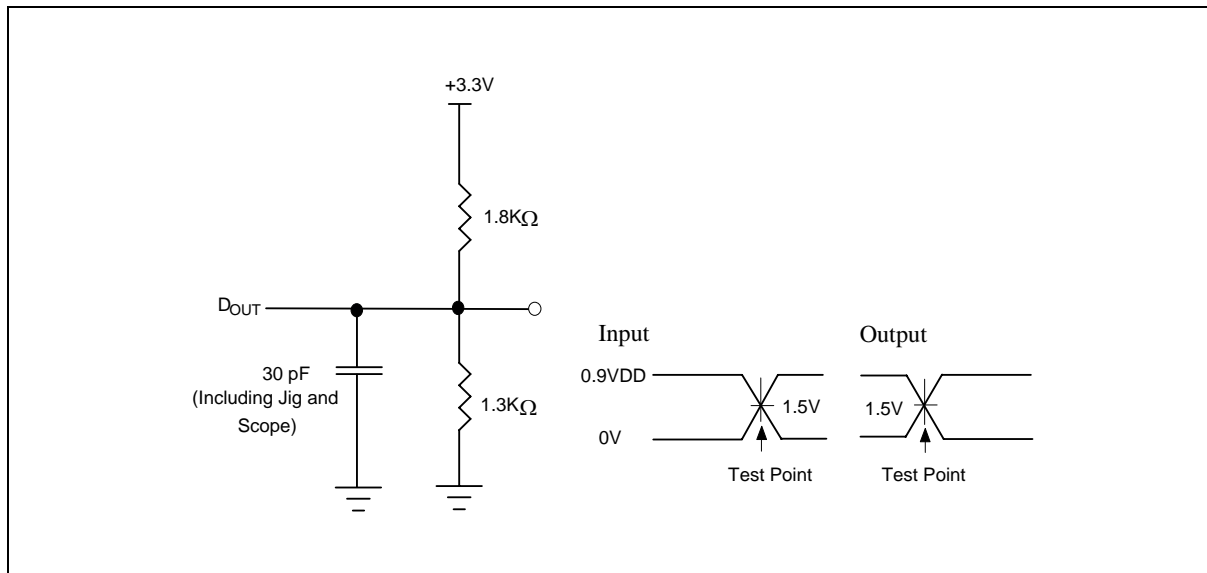 +3.3V
1.8KΩ
DOUT
30 pF
(Including Jig and
Scope)
1.3KΩ
Input
Output
0.9VDD
1.5V
1.5V
0V
Test Point
Test Point